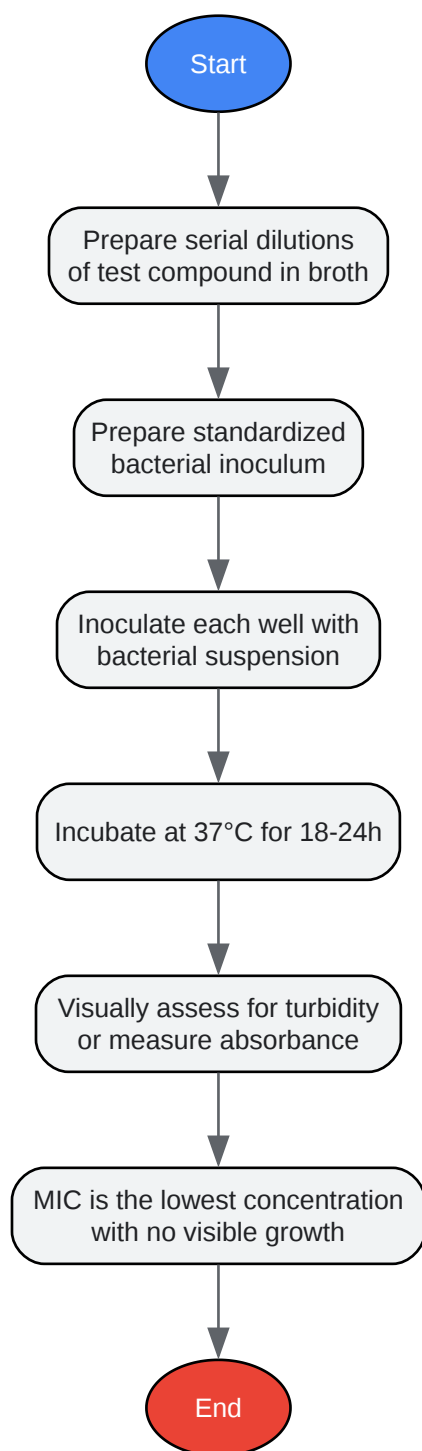 Start
Prepare serial dilutions
of test compound in broth
Prepare standardized
bacterial inoculum
Inoculate each well with
bacterial suspension
Incubate at 37°C for 18-24h
Visually assess for turbidity
or measure absorbance
MIC is the lowest concentration
with no visible growth
End